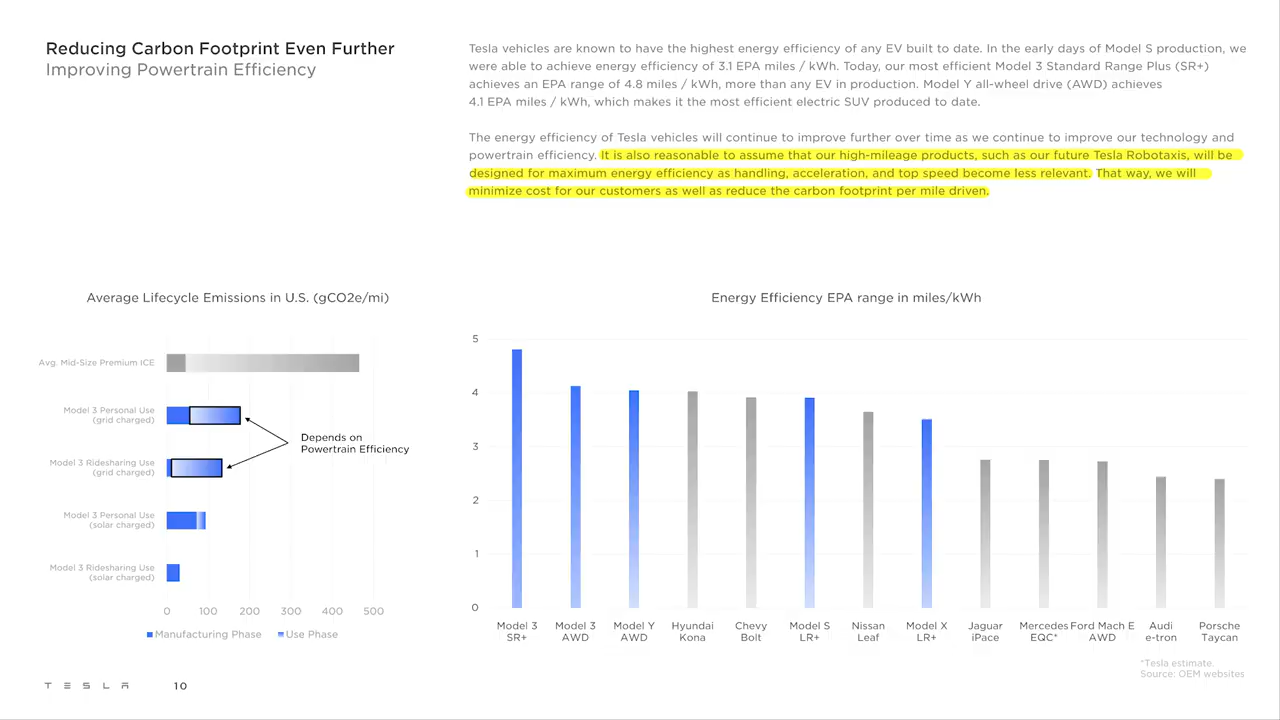 Reducing Carbon Footprint Even Further
Improving Powertrain Efficiency
Tesla vehicles are known to have the highest energy efficiency of any EV built to date. In the early days of Model S production, we
were able to achieve energy efficiency of 3.1 EPA miles / kWh. Today, our most efficient Model 3 Standard Range Plus (SR+)
achieves an EPA range of 4.8 miles / kWh, more than any EV in production. Model Y all-wheel drive (AWD) achieves
4.1 EPA miles / kWh, which makes it the most efficient electric SUV produced to date.
The energy efficiency of Tesla vehicles will continue to improve further over time as we continue to improve our technology and
powertrain efficiency. It is also reasonable to assume that our high-mileage products, such as our future Tesla Robotaxis, will be
designed for maximum energy efficiency as handling, acceleration, and top speed become less relevant. That way, we will
minimize cost for our customers as well as reduce the carbon footprint per mile driven.
Average Lifecycle Emissions in U.S. (gCO2e/mi)
Avg. Mid-Size Premium ICE
Model 3 Personal Use
(grid charged)
Model 3 Ridesharing Use
(grid charged)
Model 3 Personal Use
(solar charged)
Model 3 Ridesharing Use
(solar charged)
Depends on
Powertrain Efficiency
0 100 200 300 400 500
Manufacturing Phase Use Phase
Energy Efficiency EPA range in miles/kWh
5
4
3
2
1
0
Model 3 Model 3 Model Y Hyundai Chevy Model S Nissan Model X Jaguar Mercedes Ford Mach E Audi Porsche
SR+ AWD AWD Kona Bolt LR+ Leaf LR+ iPace EQC* AWD e-tron Taycan
*Tesla estimate.
Source: OEM websites
TESLA 10